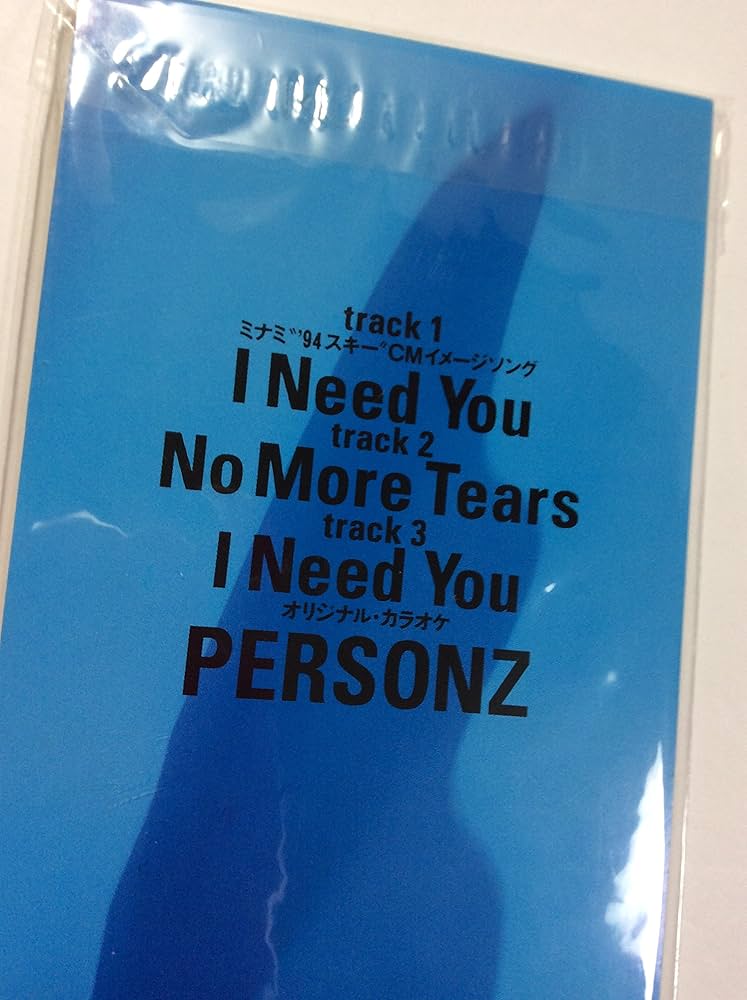 track 1
ミナミ"'94スキー"CMイメージソング
I Need You
track 2
No More Tears
track 3
I Need You
オリジナル・カラオケ
PERSONZ